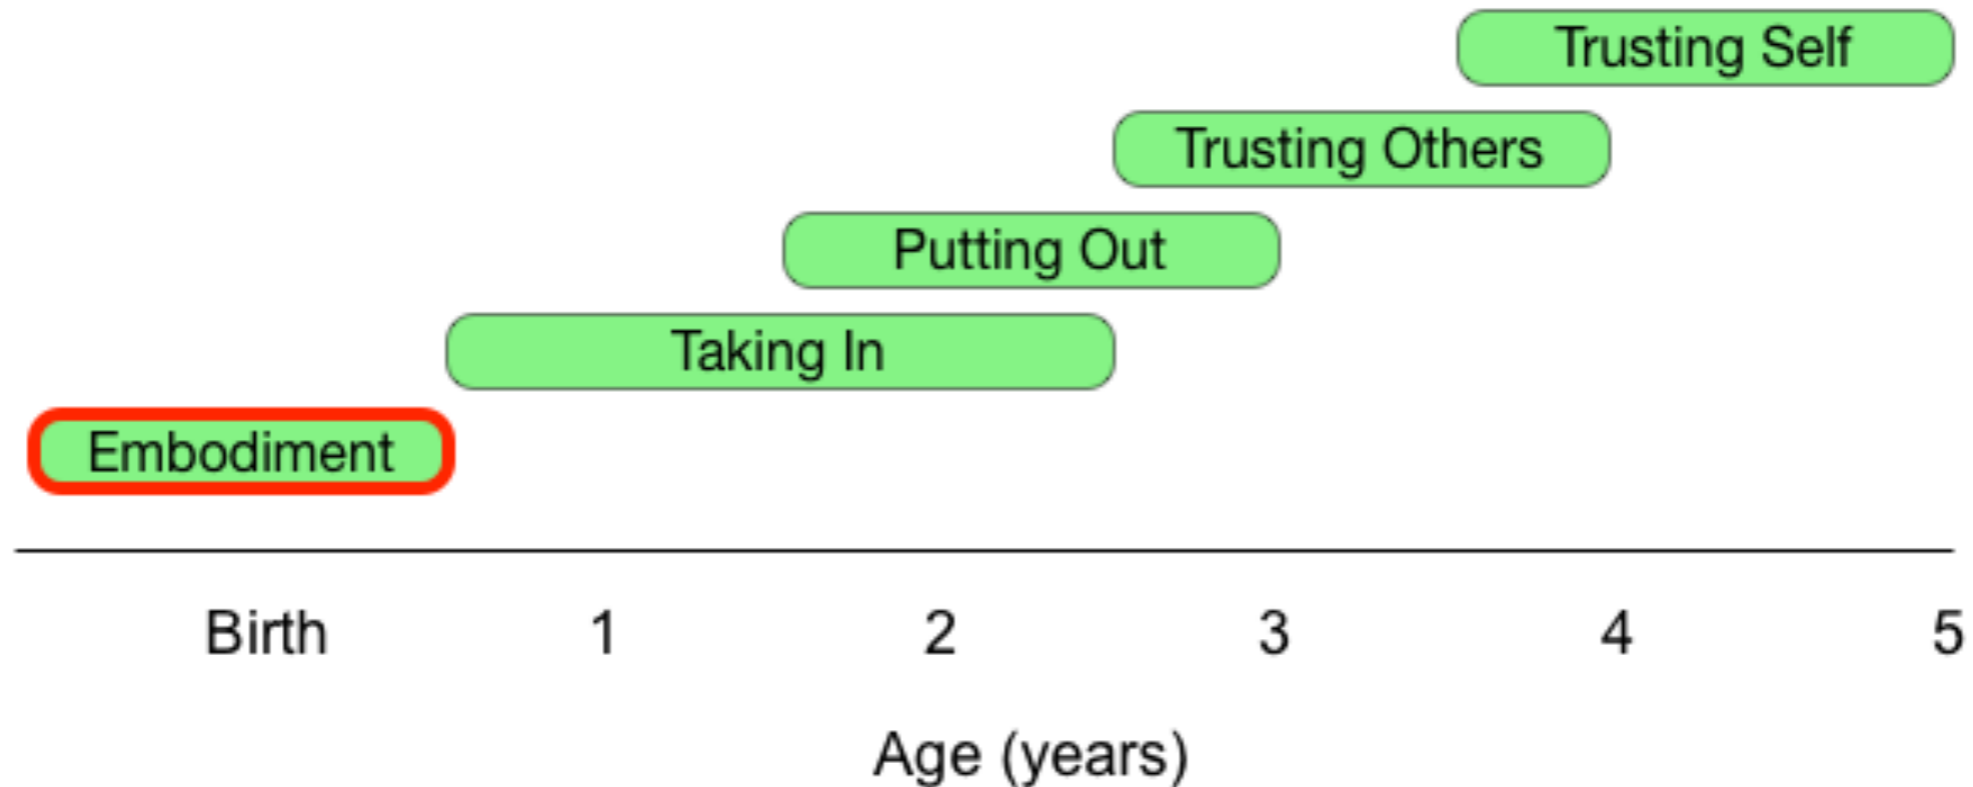 Trusting Self
Trusting Others
Putting Out
Taking In
Embodiment
Birth 1 2 3 4 5
Age (years)